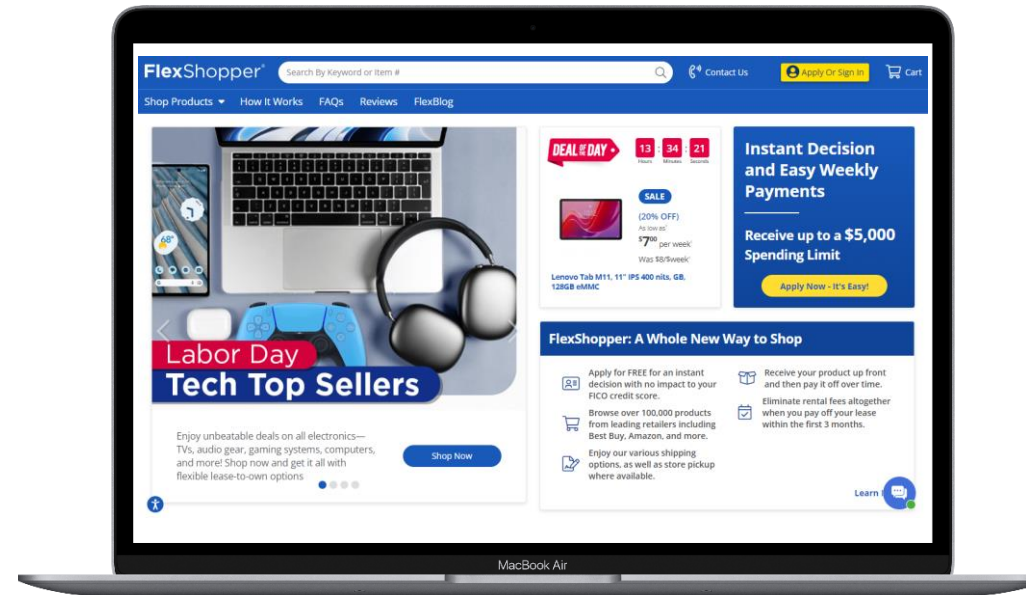 FlexShopper®
Search By Keyword or Item #
Contact Us
Apply Or Sign In
Cart
Shop Products
How It Works
FAQs
Reviews
FlexBlog
Labor Day
Tech Top Sellers
Enjoy unbeatable deals on all electronics—
TVs, audio gear, gaming systems, computers,
and more! Shop now and get it all with
flexible lease-to-own options
Shop Now
68°
DEAL OF THE DAY
13 : 34 : 21
Hours Minutes Seconds
SALE
(20% OFF)
As low as*
$700 per week*
Was $8/$week*
Lenovo Tab M11, 11" IPS 400 nits, GB,
128GB eMMC
Instant Decision
and Easy Weekly
Payments
Receive up to a $5,000
Spending Limit
Apply Now - It's Easy!
FlexShopper: A Whole New Way to Shop
Apply for FREE for an instant
decision with no impact to your
FICO credit score.
Browse over 100,000 products
from leading retailers including
Best Buy, Amazon, and more.
Enjoy our various shipping
options, as well as store pickup
where available.
Receive your product up front
and then pay it off over time.
Eliminate rental fees altogether
when you pay off your lease
within the first 3 months.
Learn
MacBook Air